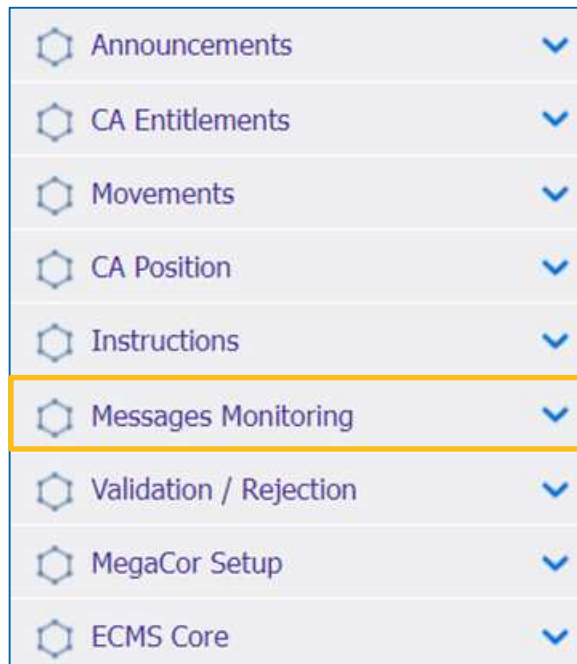 Announcements
CA Entitlements
Movements
CA Position
Instructions
Messages Monitoring
Validation / Rejection
MegaCor Setup
ECMS Core